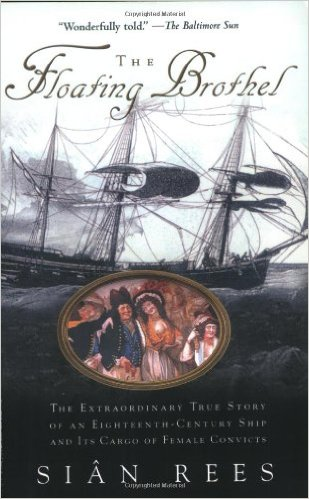 "Wonderfully told." —The Baltimore Sun
THE
Floating Brothel
THE EXTRAORDINARY TRUE STORY
OF AN EIGHTEENTH-CENTURY SHIP
AND ITS CARGO OF FEMALE CONVICTS
SIÂN REES